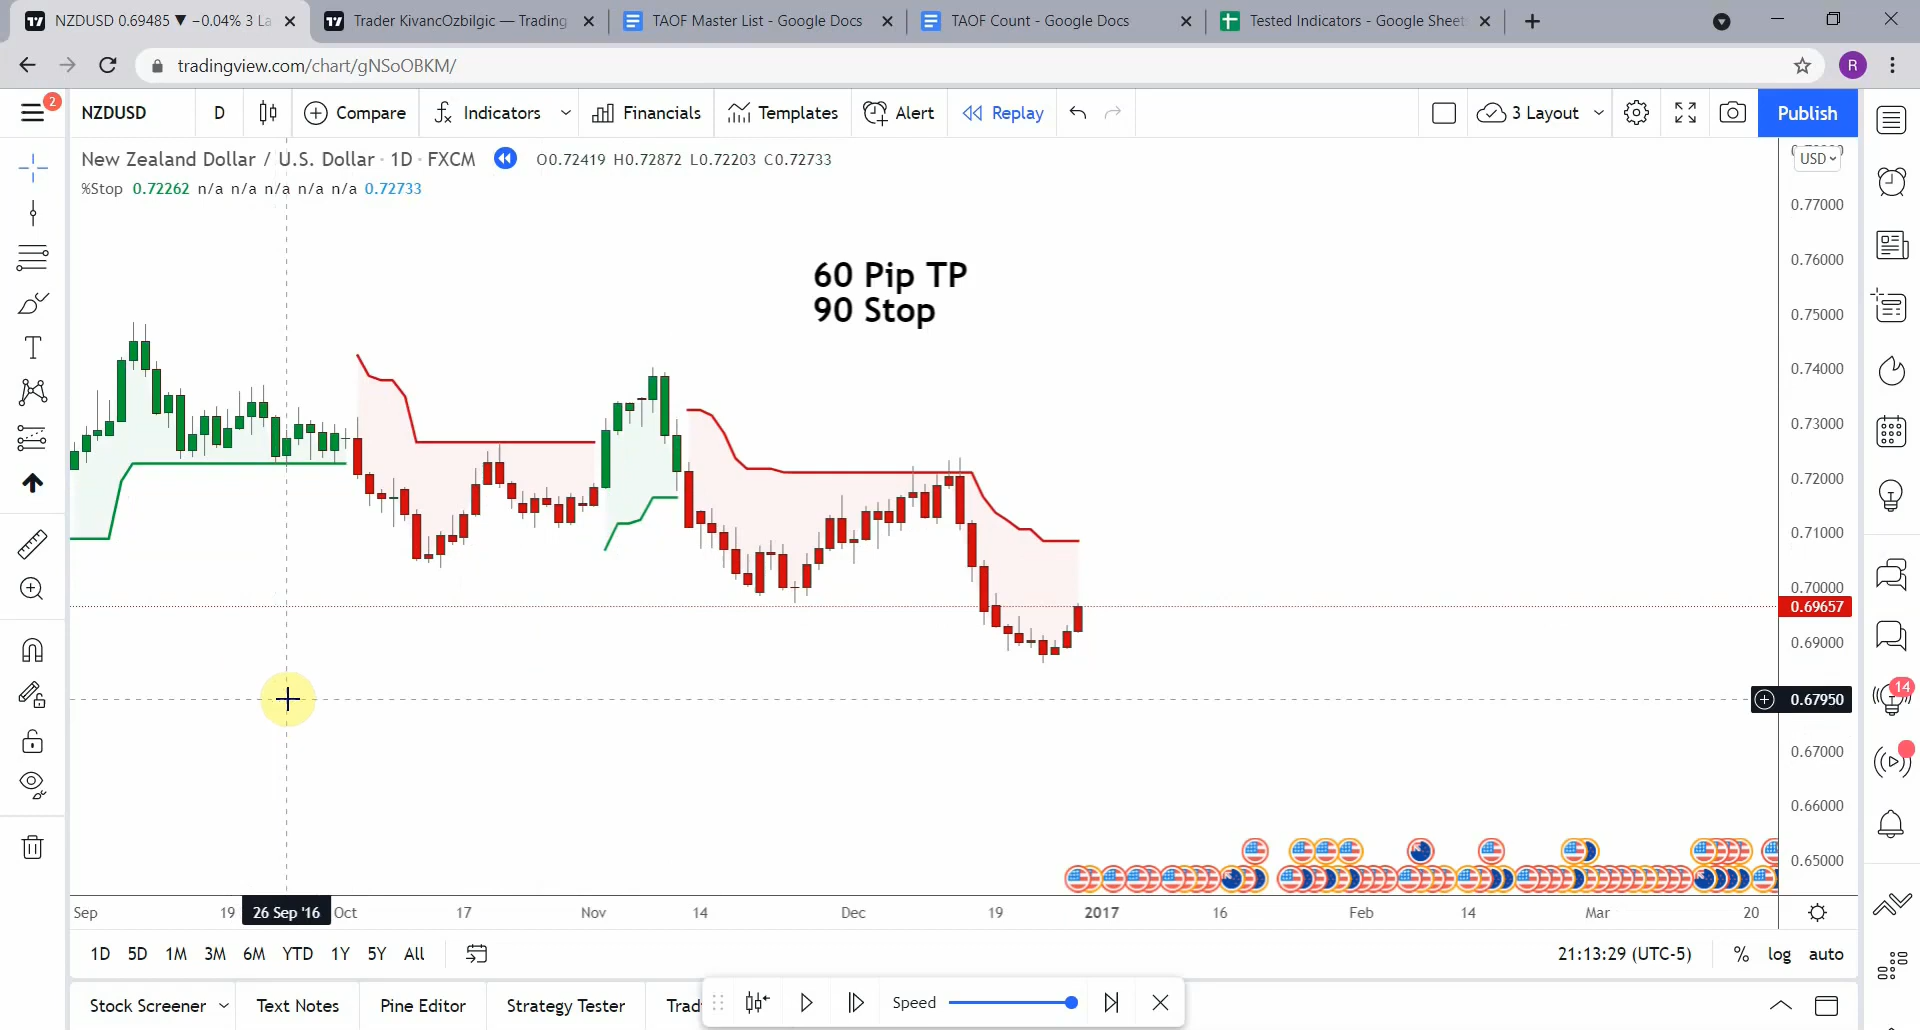 NZDUSD 0.69485 ▼ −0.04% 3 La
Trader KivancOzbilgic — Trading
TAOF Master List - Google Docs
TAOF Count - Google Docs
Tested Indicators - Google Sheet
tradingview.com/chart/gNSoOBKM/
R
2
NZDUSD
D
Compare
Indicators
Financials
Templates
Alert
Replay
3 Layout
Publish
New Zealand Dollar / U.S. Dollar · 1D · FXCM
O0.72419 H0.72872 L0.72203 C0.72733
%Stop 0.72262 n/a n/a n/a n/a n/a 0.72733
60 Pip TP
90 Stop
USD
0.77000
0.76000
0.75000
0.74000
0.73000
0.72000
0.71000
0.70000
0.69657
0.69000
0.67950
0.67000
0.66000
0.65000
14
Sep
19
26 Sep '16
Oct
17
Nov
14
Dec
19
2017
16
Feb
14
Mar
20
1D 5D 1M 3M 6M YTD 1Y 5Y All
21:13:29 (UTC-5)
% log auto
Stock Screener
Text Notes
Pine Editor
Strategy Tester
Trad
Speed